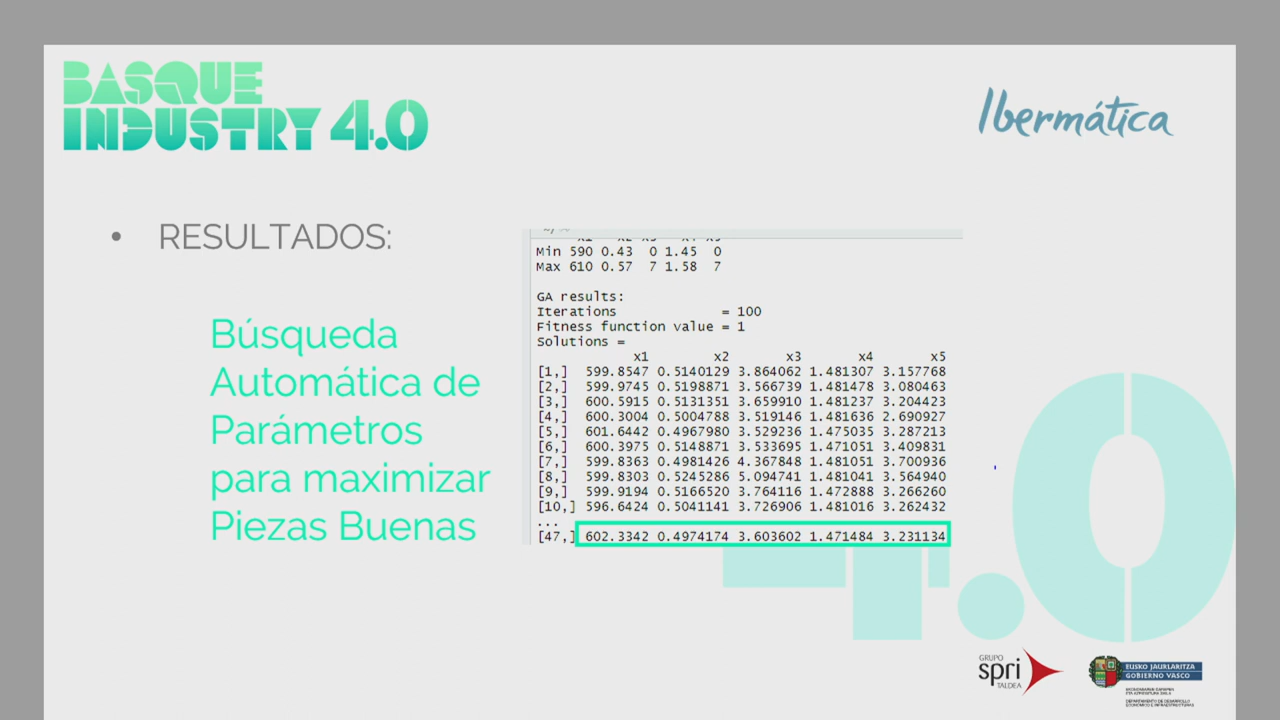 BASQUE
INDUSTRY 4.0
Ibermática
• RESULTADOS:
Búsqueda
Automática de
Parámetros
para maximizar
Piezas Buenas
Min 590 0.43 0 1.45 0
Max 610 0.57 7 1.58 7
GA results:
Iterations = 100
Fitness function value = 1
Solutions =
x1 x2 x3 x4 x5
[1,] 599.8547 0.5140129 3.864062 1.481307 3.157768
[2,] 599.9745 0.5198871 3.566739 1.481478 3.080463
[3,] 600.5915 0.5131351 3.659910 1.481237 3.204423
[4,] 600.3004 0.5004788 3.519146 1.481636 2.690927
[5,] 601.6442 0.4967980 3.529236 1.475035 3.287213
[6,] 600.3975 0.5148871 3.533695 1.471051 3.409831
[7,] 599.8363 0.4981426 4.367848 1.481051 3.700936
[8,] 599.8303 0.5245286 5.094741 1.481041 3.564940
[9,] 599.9194 0.5166520 3.764116 1.472888 3.266260
[10,] 596.6424 0.5041141 3.726906 1.481016 3.262432
...
[47,] 602.3342 0.4974174 3.603602 1.471484 3.231134
4.0
GRUPO
spri
TALDEA
EUSKO JAURLARITZA
GOBIERNO VASCO
DEPARTAMENTO DE DESARROLLO
ECONÓMICO E INFRAESTRUCTURAS